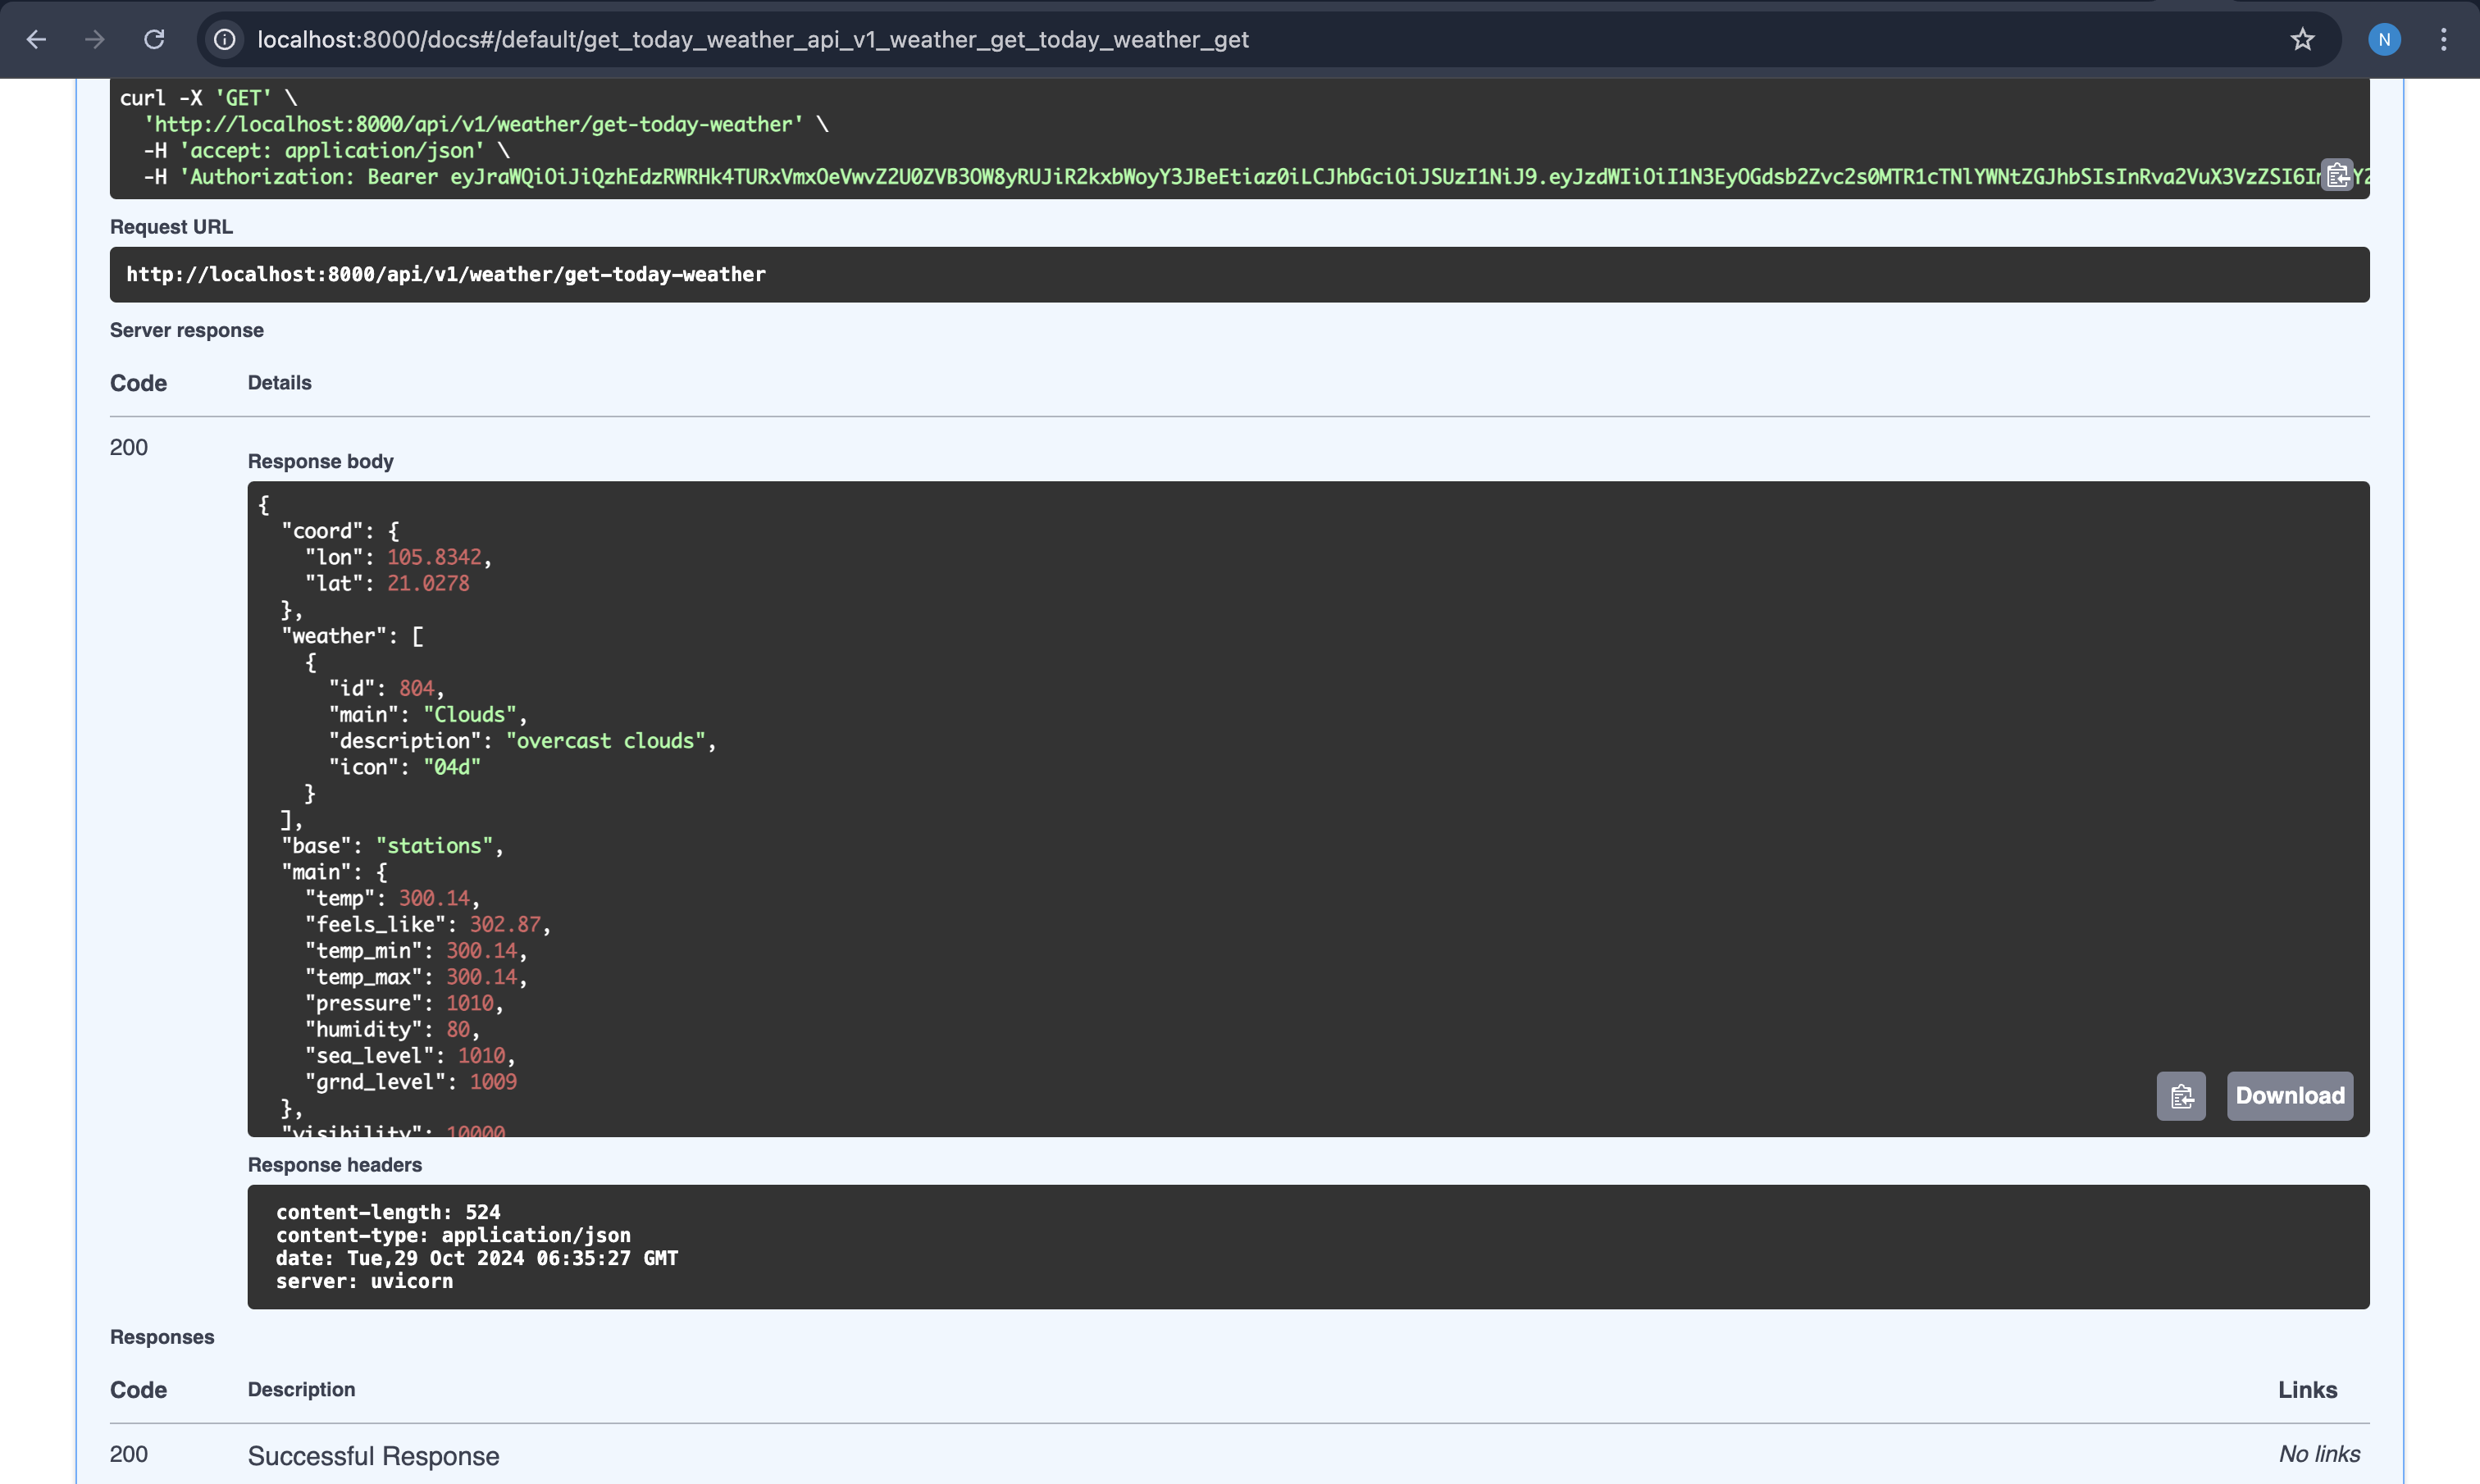 localhost:8000/docs#/default/get_today_weather_api_v1_weather_get_today_weather_get
N
curl -X 'GET' \
'http://localhost:8000/api/v1/weather/get-today-weather' \
-H 'accept: application/json' \
-H 'Authorization: Bearer
Request URL
http://localhost:8000/api/v1/weather/get-today-weather
Server response
Code Details
200
Response body
{
"coord": {
"lon": 105.8342,
"lat": 21.0278
},
"weather": [
{
"id": 804,
"main": "Clouds",
"description": "overcast clouds",
"icon": "04d"
}
],
"base": "stations",
"main": {
"temp": 300.14,
"feels_like": 302.87,
"temp_min": 300.14,
"temp_max": 300.14,
"pressure": 1010,
"humidity": 80,
"sea_level": 1010,
"grnd_level": 1009
},
"visibility": 10000
Download
Response headers
content-length: 524
content-type: application/json
date: Tue,29 Oct 2024 06:35:27 GMT
server: uvicorn
Responses
Code Description Links
200 Successful Response No links